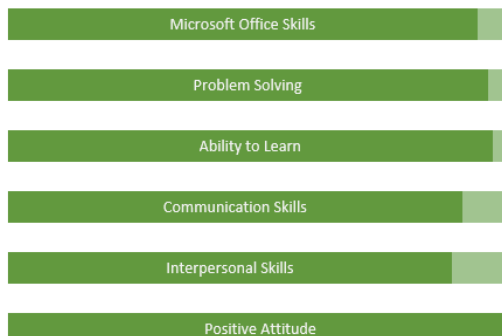 Microsoft Office Skills
Problem Solving
Ability to Learn
Communication Skills
Interpersonal Skills
Positive Attitude